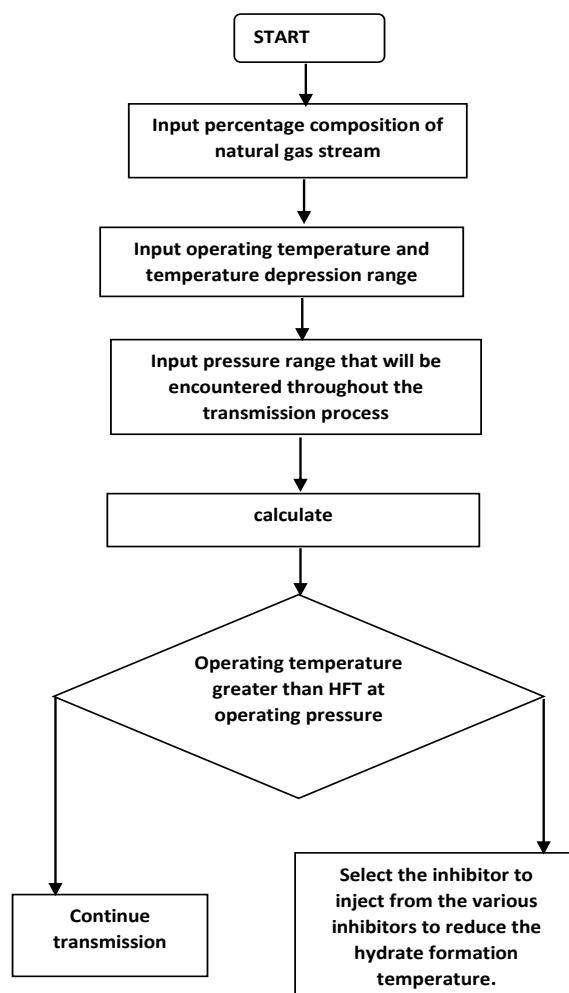 START
Input percentage composition of
natural gas stream
Input operating temperature and
temperature depression range
Input pressure range that will be
encountered throughout the
transmission process
calculate
Operating temperature
greater than HFT at
operating pressure
Continue
transmission
Select the inhibitor to
inject from the various
inhibitors to reduce the
hydrate formation
temperature.